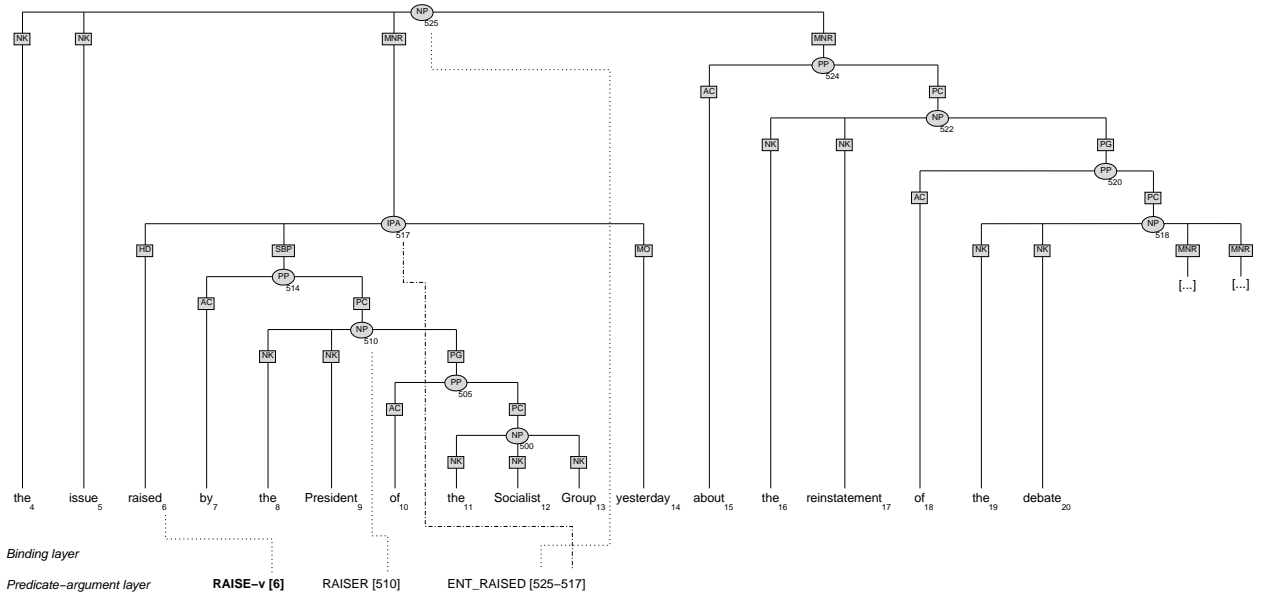 NP 525
NK NK MNR MNR
PP 524
AC PC
NP 522
NK NK PG
PP 520
AC PC
IPA 517 NP 518
HD SBP MO NK NK MNR MNR
PP 514 [...] [...]
AC PC
NP 510
NK NK PG
PP 505
AC PC
NP 500
NK NK NK
the issue raised by the President of the Socialist Group yesterday about the reinstatement of the debate
4 5 6 7 8 9 10 11 12 13 14 15 16 17 18 19 20
Binding layer
Predicate−argument layer RAISE−v [6] RAISER [510] ENT_RAISED [525−517]